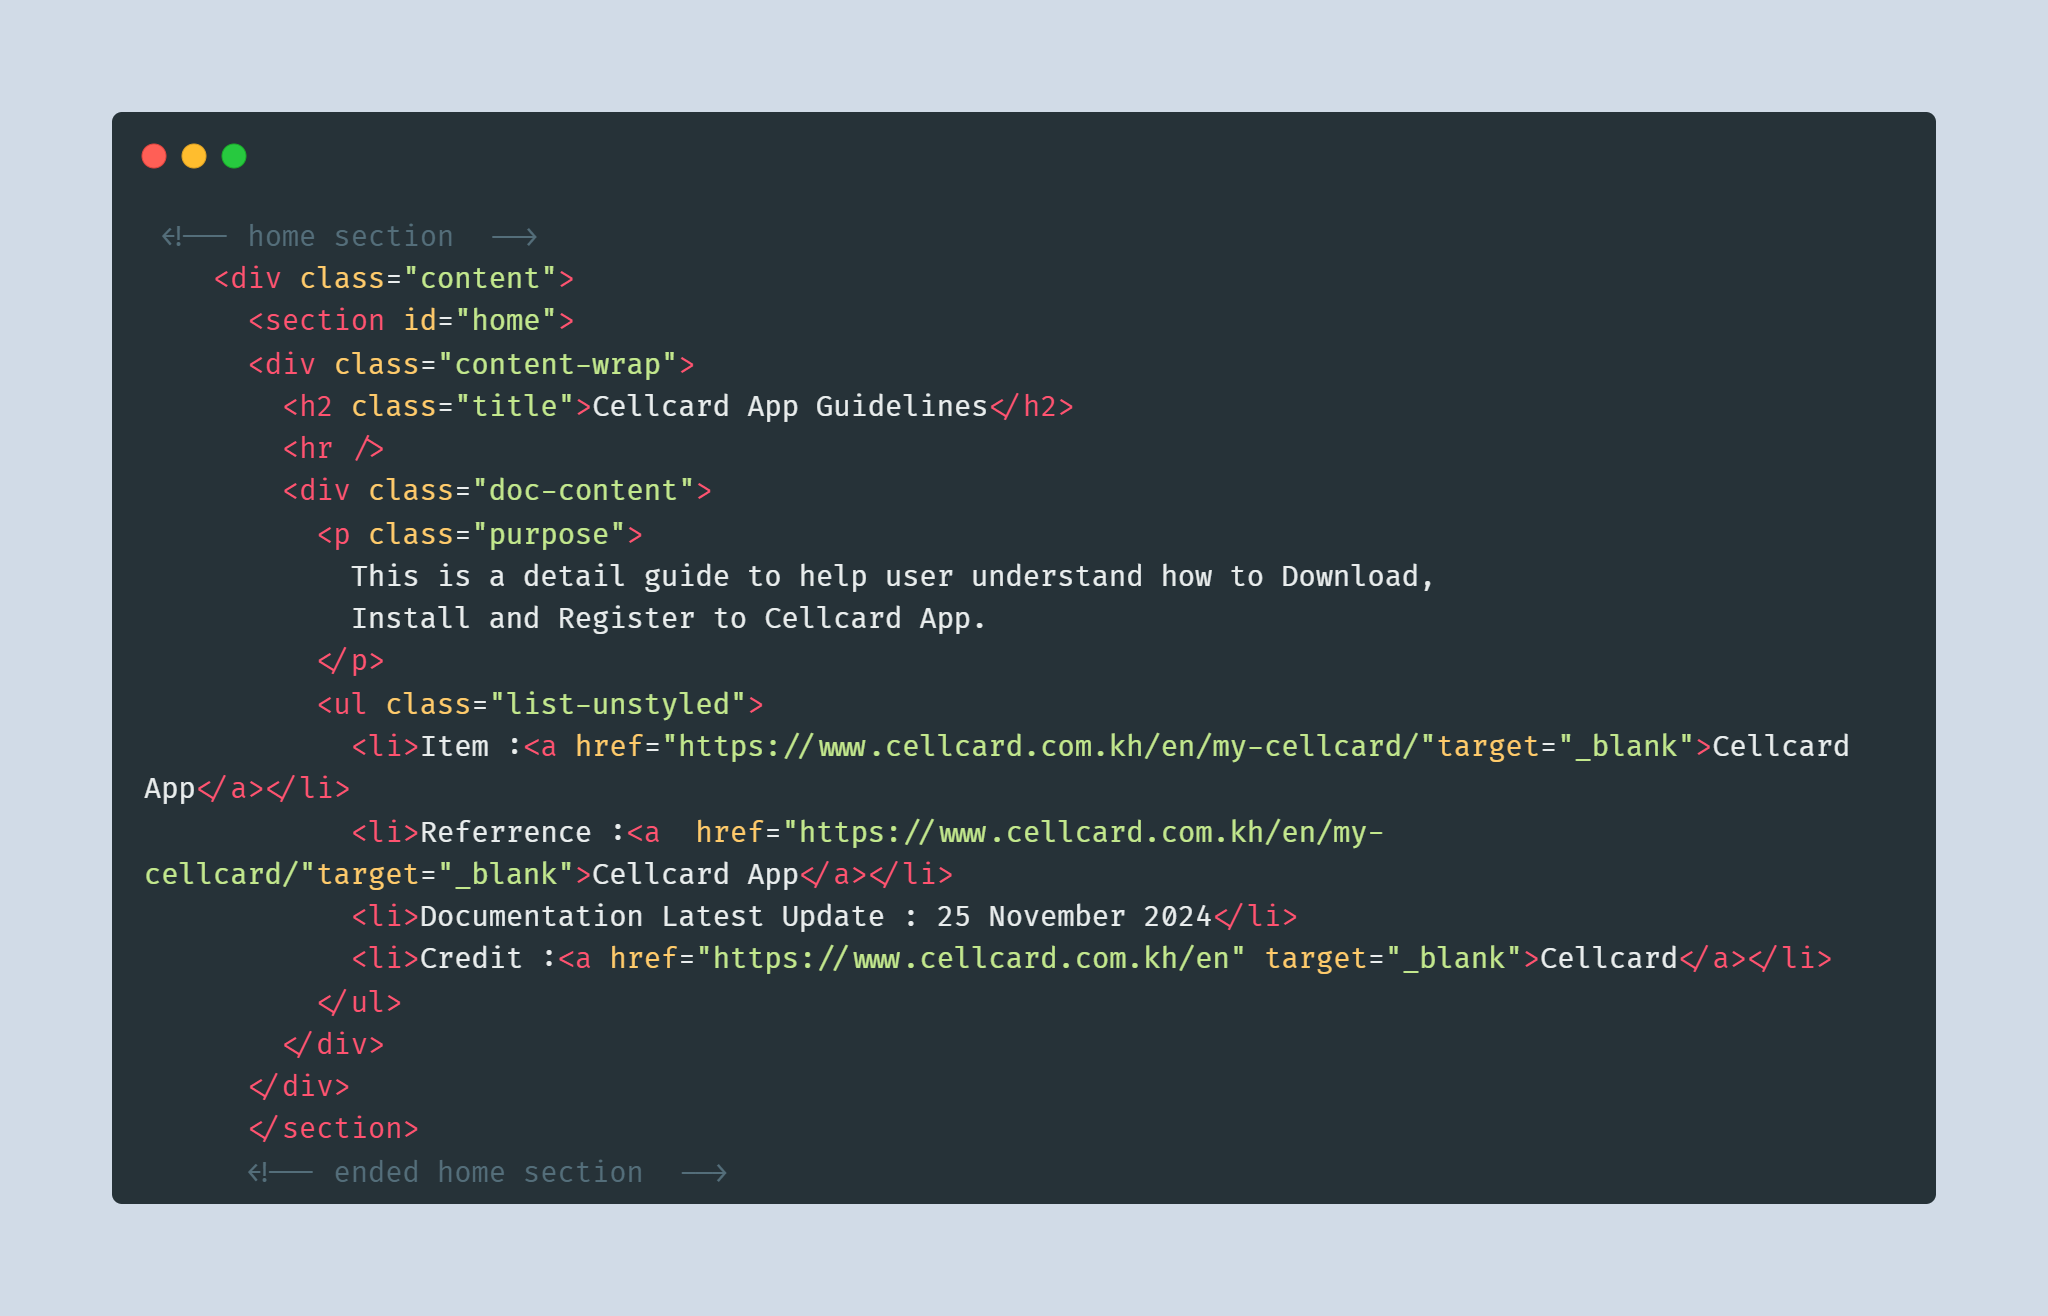 <!-- home section  -->
<div class="content">
<section id="home">
<div class="content-wrap">
<h2 class="title">Cellcard App Guidelines</h2>
<hr />
<div class="doc-content">
<p class="purpose">
This is a detail guide to help user understand how to Download,
Install and Register to Cellcard App.
</p>
<ul class="list-unstyled">
<li>Item :<a href="https://www.cellcard.com.kh/en/my-cellcard/"target="_blank">Cellcard
App</a></li>
<li>Referrence :<a  href="https://www.cellcard.com.kh/en/my-
cellcard/"target="_blank">Cellcard App</a></li>
<li>Documentation Latest Update : 25 November 2024</li>
<li>Credit :<a href="https://www.cellcard.com.kh/en" target="_blank">Cellcard</a></li>
</ul>
</div>
</div>
</section>
<!-- ended home section  -->